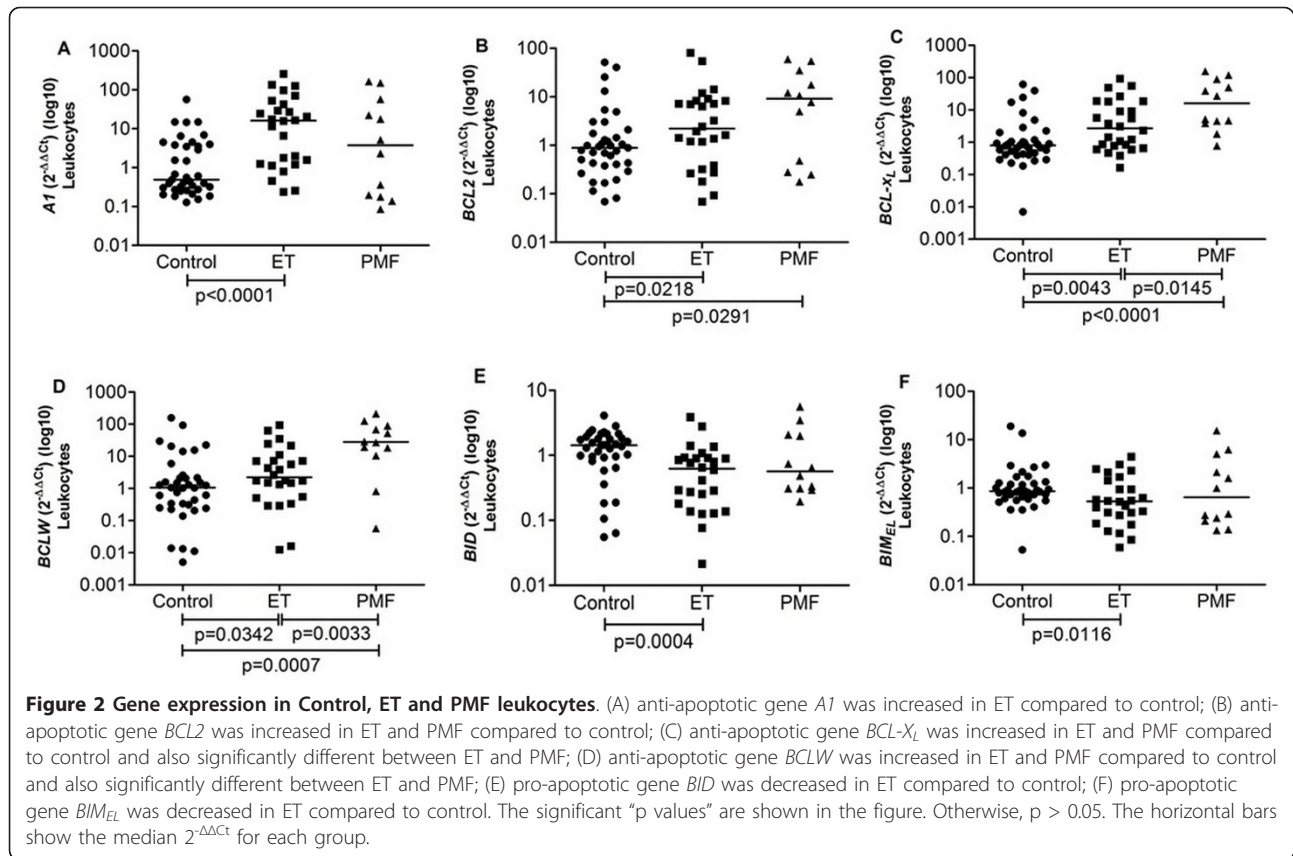 A
A1 (2^-ΔΔCt) (log10)
Leukocytes
1000
100
10
1
0.1
0.01
Control ET PMF
p<0.0001
B
BCL2 (2^-ΔΔCt) (log10)
Leukocytes
100
10
1
0.1
0.01
Control ET PMF
p=0.0218
p=0.0291
C
BCL-x_L (2^-ΔΔCt) (log10)
Leukocytes
1000
100
10
1
0.1
0.01
0.001
Control ET PMF
p=0.0043 p=0.0145
p<0.0001
D
BCLW (2^-ΔΔCt) (log10)
Leukocytes
1000
100
10
1
0.1
0.01
0.001
Control ET PMF
p=0.0342 p=0.0033
p=0.0007
E
BID (2^-ΔΔCt) (log10)
Leukocytes
10
1
0.1
0.01
Control ET PMF
p=0.0004
F
BIM_EL (2^-ΔΔCt) (log10)
Leukocytes
100
10
1
0.1
0.01
Control ET PMF
p=0.0116
Figure 2 Gene expression in Control, ET and PMF leukocytes. (A) anti-apoptotic gene A1 was increased in ET compared to control; (B) anti-
apoptotic gene BCL2 was increased in ET and PMF compared to control; (C) anti-apoptotic gene BCL-X_L was increased in ET and PMF compared
to control and also significantly different between ET and PMF; (D) anti-apoptotic gene BCLW was increased in ET and PMF compared to control
and also significantly different between ET and PMF; (E) pro-apoptotic gene BID was decreased in ET compared to control; (F) pro-apoptotic
gene BIM_EL was decreased in ET compared to control. The significant “p values” are shown in the figure. Otherwise, p > 0.05. The horizontal bars
show the median 2^-ΔΔCt for each group.